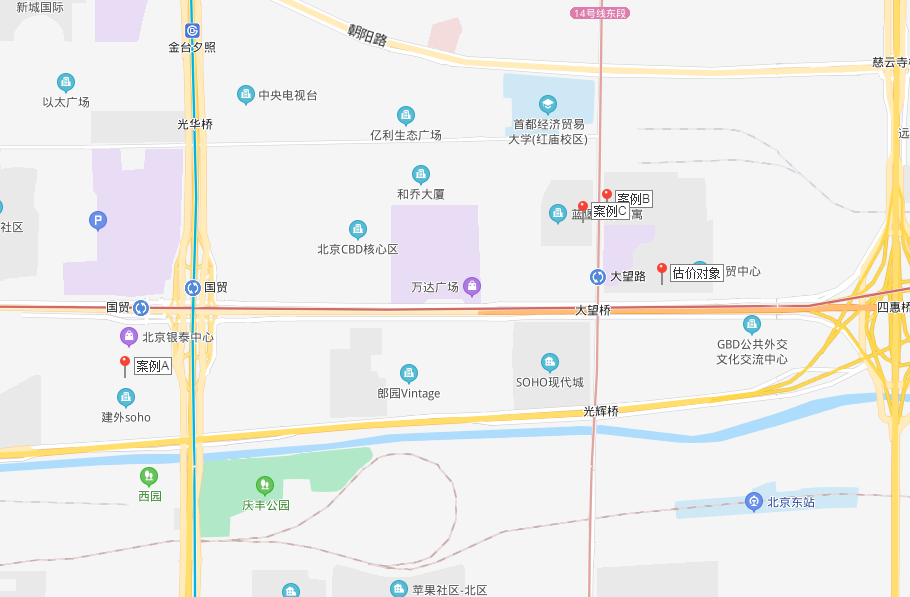 新城国际
14号线东段
朝阳路
金台夕照
慈云寺
以太广场
中央电视台
光华桥
亿利生态广场
首都经济贸易
大学(红庙校区)
远
和乔大厦
案例B
案例C
寓
蓝
社区
P
北京CBD核心区
万达广场
国贸
大望路
估价对象
贸中心
国贸
大望桥
四惠桥
北京银泰中心
GBD公共外交
文化交流中心
案例A
郎园Vintage
SOHO现代城
建外soho
光辉桥
西园
庆丰公园
北京东站
苹果社区-北区